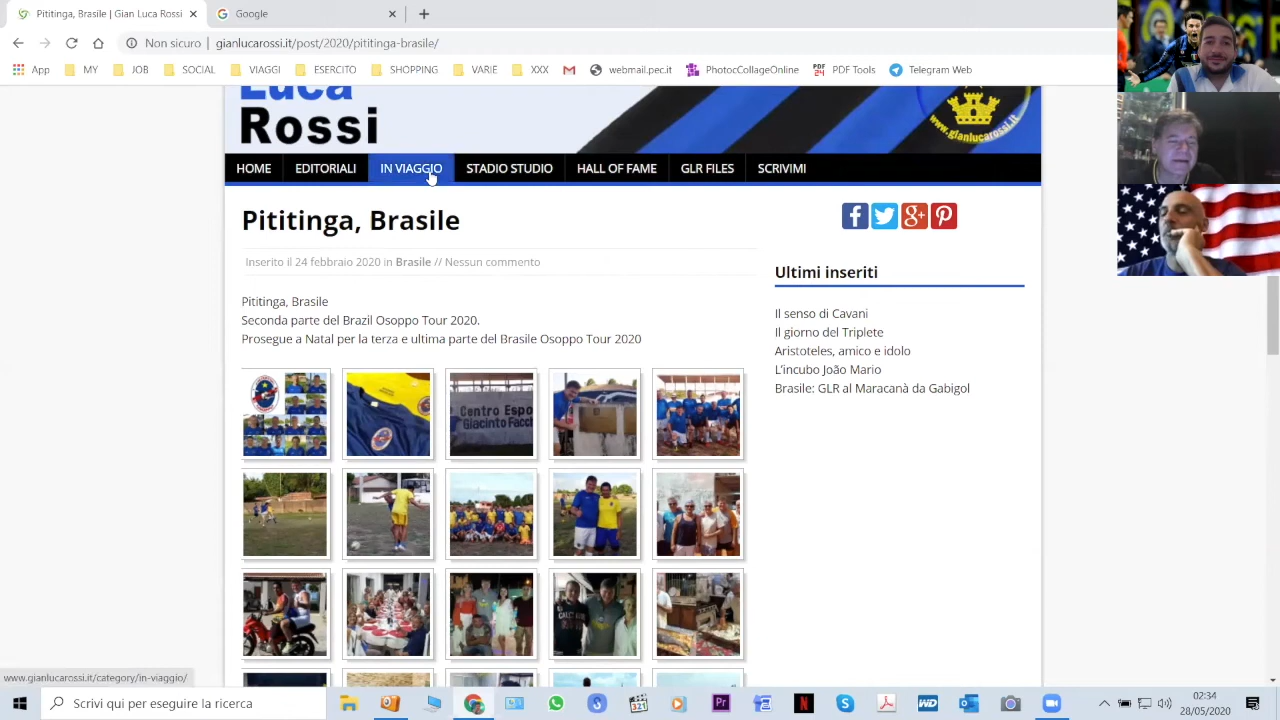 Pititinga, Brasile | Gian Luca Rossi
Google
Non sicuro
gianlucarossi.it/post/2020/pititinga-brasile/
App
MY
JOB
SOCIAL
VIAGGI
ESERCITO
SHOPPING
XXX
webmail.pec.it
PhotocCollageOnline
PDF Tools
Telegram Web
Luca
Rossi
www.gianlucarossi.it
HOME
EDITORIALI
IN VIAGGIO
STADIO STUDIO
HALL OF FAME
GLR FILES
SCRIVIMI
Pititinga, Brasile
Inserito il 24 febbraio 2020 in Brasile // Nessun commento
Pititinga, Brasile
Seconda parte del Brazil Osoppo Tour 2020.
Prosegue a Natal per la terza e ultima parte del Brasile Osoppo Tour 2020
Ultimi inseriti
Il senso di Cavani
Il giorno del Triplete
Aristoteles, amico e idolo
L'incubo João Mario
Brasile: GLR al Maracanà da Gabigol
Centro Espo
Giacinto Facch
www.gianlucarossi.it/category/in-viaggio/
Scrivi qui per eseguire la ricerca
02:34
28/05/2020